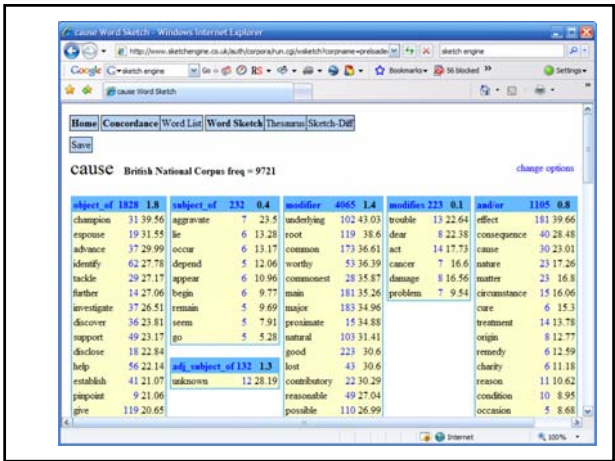 cause Word Sketch - Windows Internet Explorer
http://www.sketchengine.co.uk/auth/corpora/run.cgi/wsketch?corpname=preloade sketch engine
Google sketch engine Go RS Bookmarks 56 blocked Settings
cause Word Sketch
Home Concordance Word List Word Sketch Thesaurus Sketch-Diff
Save
cause British National Corpus freq = 9721 change options
object_of 1828 1.8 subject_of 232 0.4 modifier 4065 1.4 modifies 223 0.1 and/or 1105 0.8
champion 31 39.56 aggravate 7 23.5 underlying 102 43.03 trouble 13 22.64 effect 181 39.66
espouse 19 31.55 lie 6 13.28 root 119 38.6 dear 8 22.38 consequence 40 28.48
advance 37 29.99 occur 6 13.17 common 173 36.61 act 14 17.73 cause 30 23.01
identify 62 27.78 depend 5 12.06 worthy 53 36.39 cancer 7 16.6 nature 23 17.26
tackle 29 27.17 appear 6 10.96 commonest 28 35.87 damage 8 16.56 matter 23 16.8
further 14 27.06 begin 6 9.77 main 181 35.26 problem 7 9.54 circumstance 15 16.06
investigate 37 26.51 remain 5 9.69 major 183 34.96 cure 6 15.3
discover 36 23.81 seem 5 7.91 proximate 15 34.88 treatment 14 13.78
support 49 23.17 go 5 5.28 natural 103 31.41 origin 8 12.77
disclose 18 22.84 good 223 30.6 remedy 6 12.59
help 56 22.14 adj_subject_of 132 1.3 lost 43 30.6 charity 6 11.18
establish 41 21.07 unknown 12 28.19 contributory 22 30.29 reason 11 10.62
pinpoint 9 21.06 reasonable 49 27.04 condition 10 8.95
give 119 20.65 possible 110 26.99 occasion 5 8.68
Internet 100%